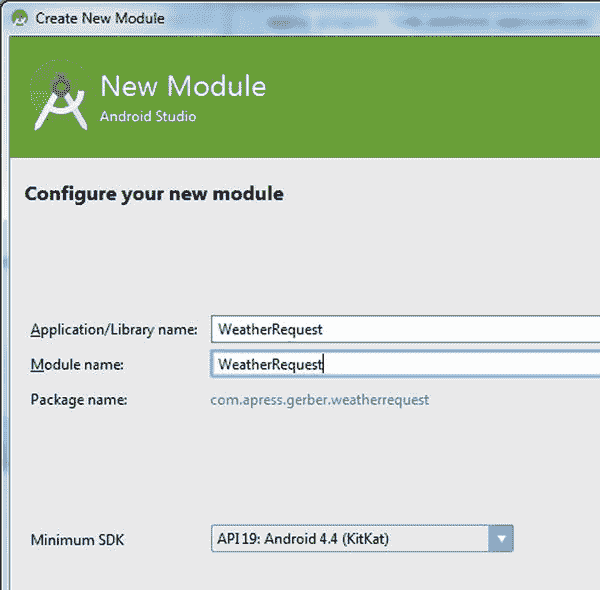 Create New Module
New Module
Android Studio
Configure your new module
Application/Library name: WeatherRequest
Module name: WeatherRequest
Package name: com.apress.gerber.weatherrequest
Minimum SDK API 19: Android 4.4 (KitKat)